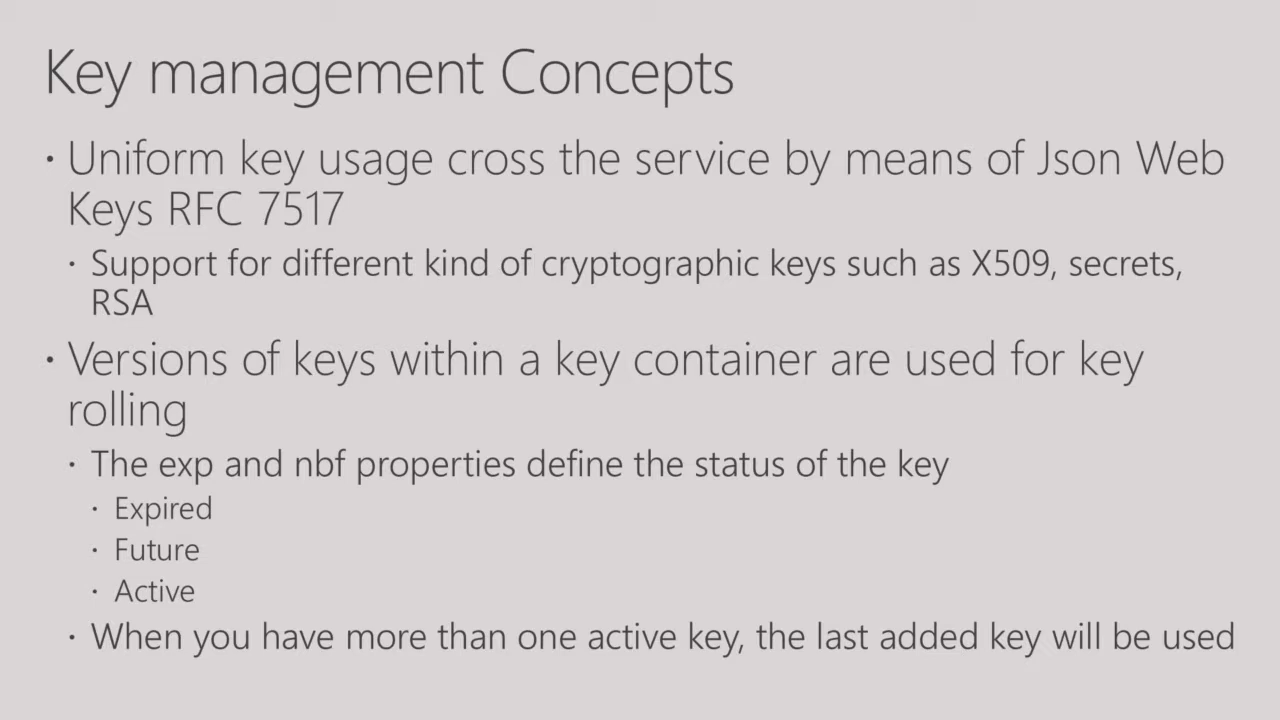 Key management Concepts
· Uniform key usage cross the service by means of Json Web
Keys RFC 7517
· Support for different kind of cryptographic keys such as X509, secrets,
RSA
· Versions of keys within a key container are used for key
rolling
· The exp and nbf properties define the status of the key
· Expired
· Future
· Active
· When you have more than one active key, the last added key will be used